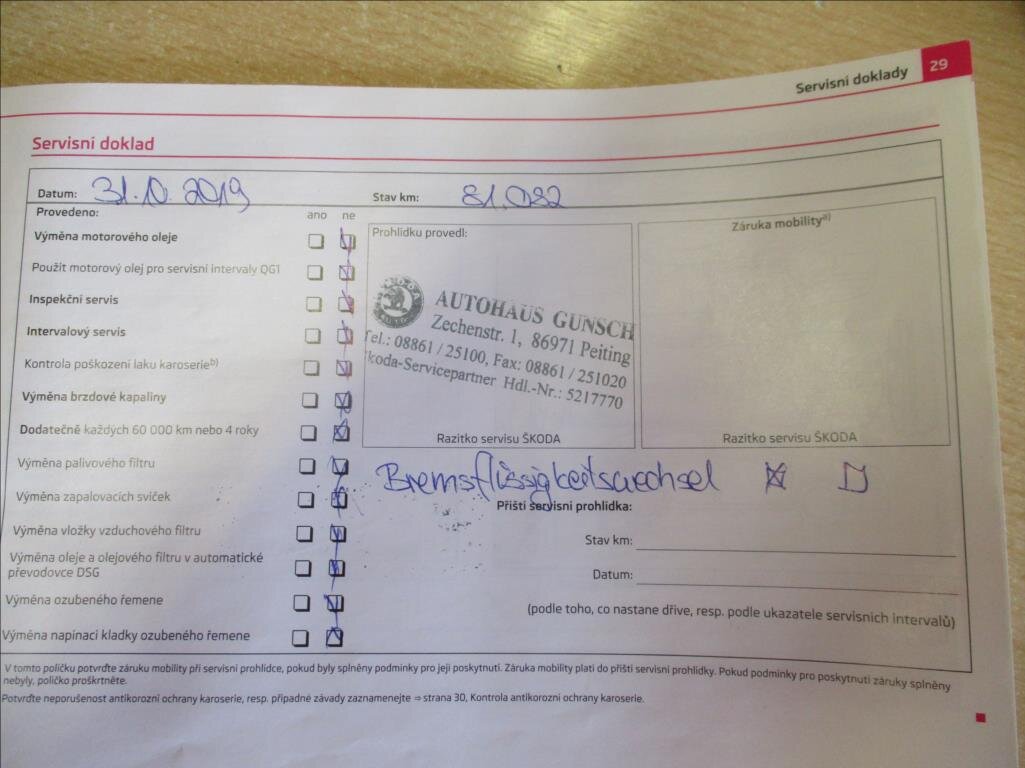 Servisní doklady 29
Servisní doklad
Datum: 31.10.2019 Stav km: 81.082
Provedeno: ano ne
Výměna motorového oleje
Použit motorový olej pro servisní intervaly QG1
Inspekční servis
Intervalový servis
Kontrola poškození laku karoserieb)
Výměna brzdové kapaliny
Dodatečně každých 60 000 km nebo 4 roky
Výměna palivového filtru
Výměna zapalovacích svíček
Výměna vložky vzduchového filtru
Výměna oleje a olejového filtru v automatické
převodovce DSG
Výměna ozubeného řemene
Výměna napínací kladky ozubeného řemene
Prohlídku provedl:
SKODA
AUTO
AUTOHAUS GUNSCH
Zechenstr. 1, 86971 Peiting
Tel.: 08861 / 25100, Fax: 08861 / 251020
Skoda-Servicepartner Hdl.-Nr.: 5217770
Razítko servisu ŠKODA
Záruka mobilitya)
Razítko servisu ŠKODA
Bremsflüssigkeitswechsel
Příští servisní prohlídka:
Stav km:
Datum:
(podle toho, co nastane dříve, resp. podle ukazatele servisních intervalů)
V tomto políčku potvrďte záruku mobility při servisní prohlídce, pokud byly splněny podmínky pro její poskytnutí. Záruka mobility platí do příští servisní prohlídky. Pokud podmínky pro poskytnutí záruky splněny
nebyly, políčko proškrtněte.
Potvrďte neporušenost antikorozní ochrany karoserie, resp. případné závady zaznamenejte ⇒ strana 30, Kontrola antikorozní ochrany karoserie.